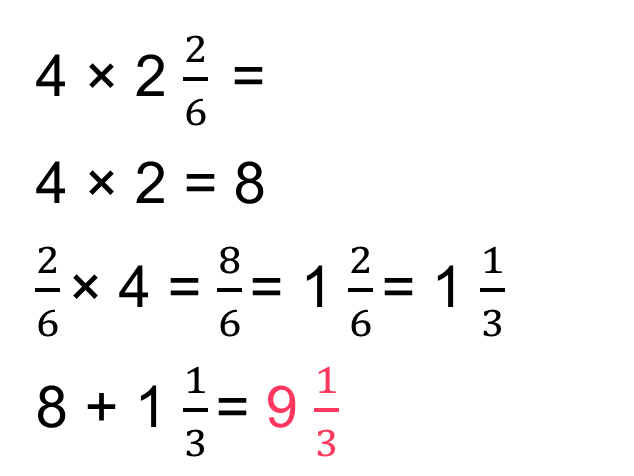 4 × 2 2/6 =
4 × 2 = 8
2/6 × 4 = 8/6 = 1 2/6 = 1 1/3
8 + 1 1/3 = 9 1/3